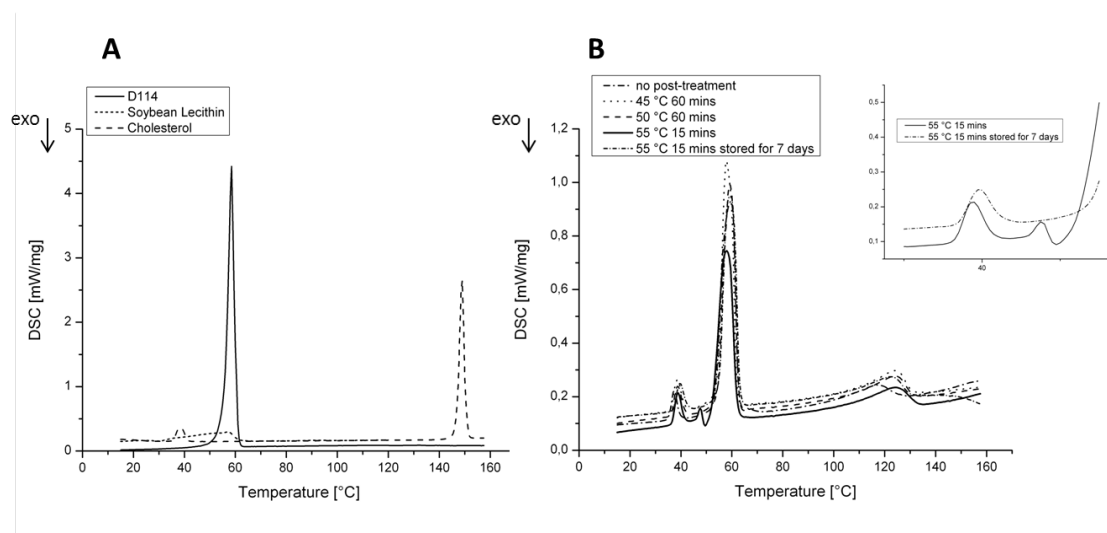 A
D114
Soybean Lecithin
Cholesterol
exo
5
4
3
2
1
0
DSC [mW/mg]
0 20 40 60 80 100 120 140 160
Temperature [°C]
B
no post-treatment
45 °C 60 mins
50 °C 60 mins
55 °C 15 mins
55 °C 15 mins stored for 7 days
exo
1,2
1,0
0,8
0,6
0,4
0,2
0,0
DSC [mW/mg]
0 20 40 60 80 100 120 140 160
Temperature [°C]
55 °C 15 mins
55 °C 15 mins stored for 7 days
0,5
0,4
0,3
0,2
0,1
40